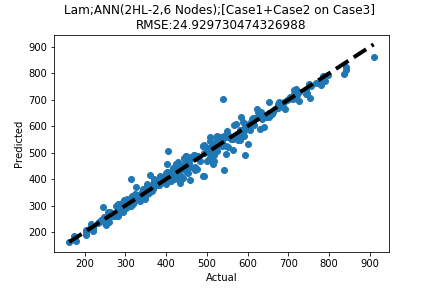 Lam;ANN(2HL-2,6 Nodes);[Case1+Case2 on Case3]
RMSE:24.929730474326988
900
800
700
600
500
400
300
200
Predicted
200 300 400 500 600 700 800 900
Actual